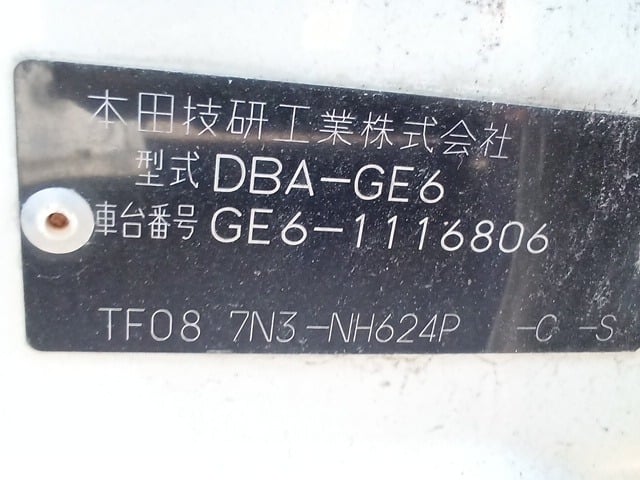 本田技研工業株式会社
型式 DBA-GE6
車台番号 GE6-1116806
TF08 7N3-NH624P -C -S